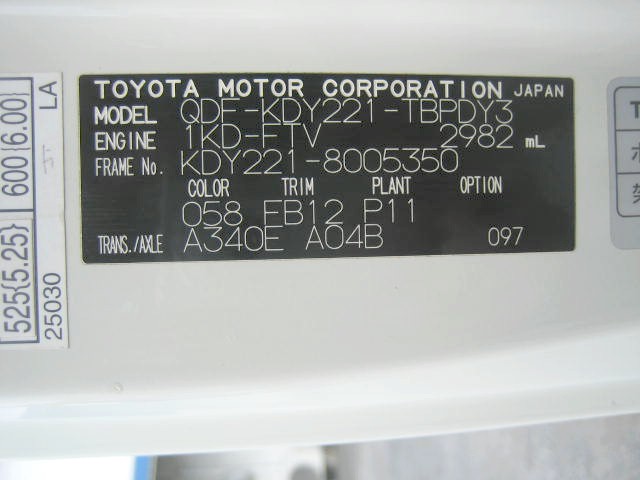 TOYOTA MOTOR CORPORATION JAPAN
MODEL QDF-KDY221-TBPDY3
ENGINE 1KD-FTV 2982 mL
FRAME No. KDY221-8005350
COLOR TRIM PLANT OPTION
058 FB12 P11
TRANS./AXLE A340E A04B 097
525{5.25} 600{6.00}
25030 LA